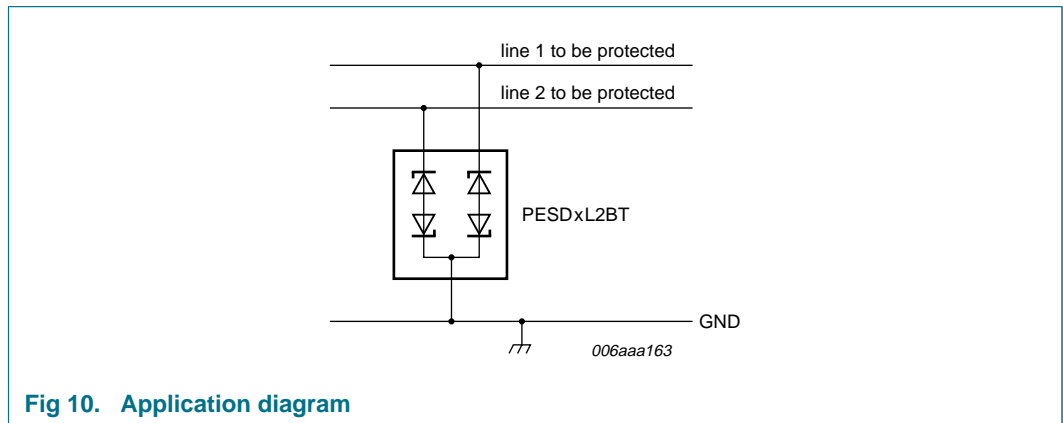 line 1 to be protected
line 2 to be protected
PESDxL2BT
GND
006aaa163
Fig 10. Application diagram